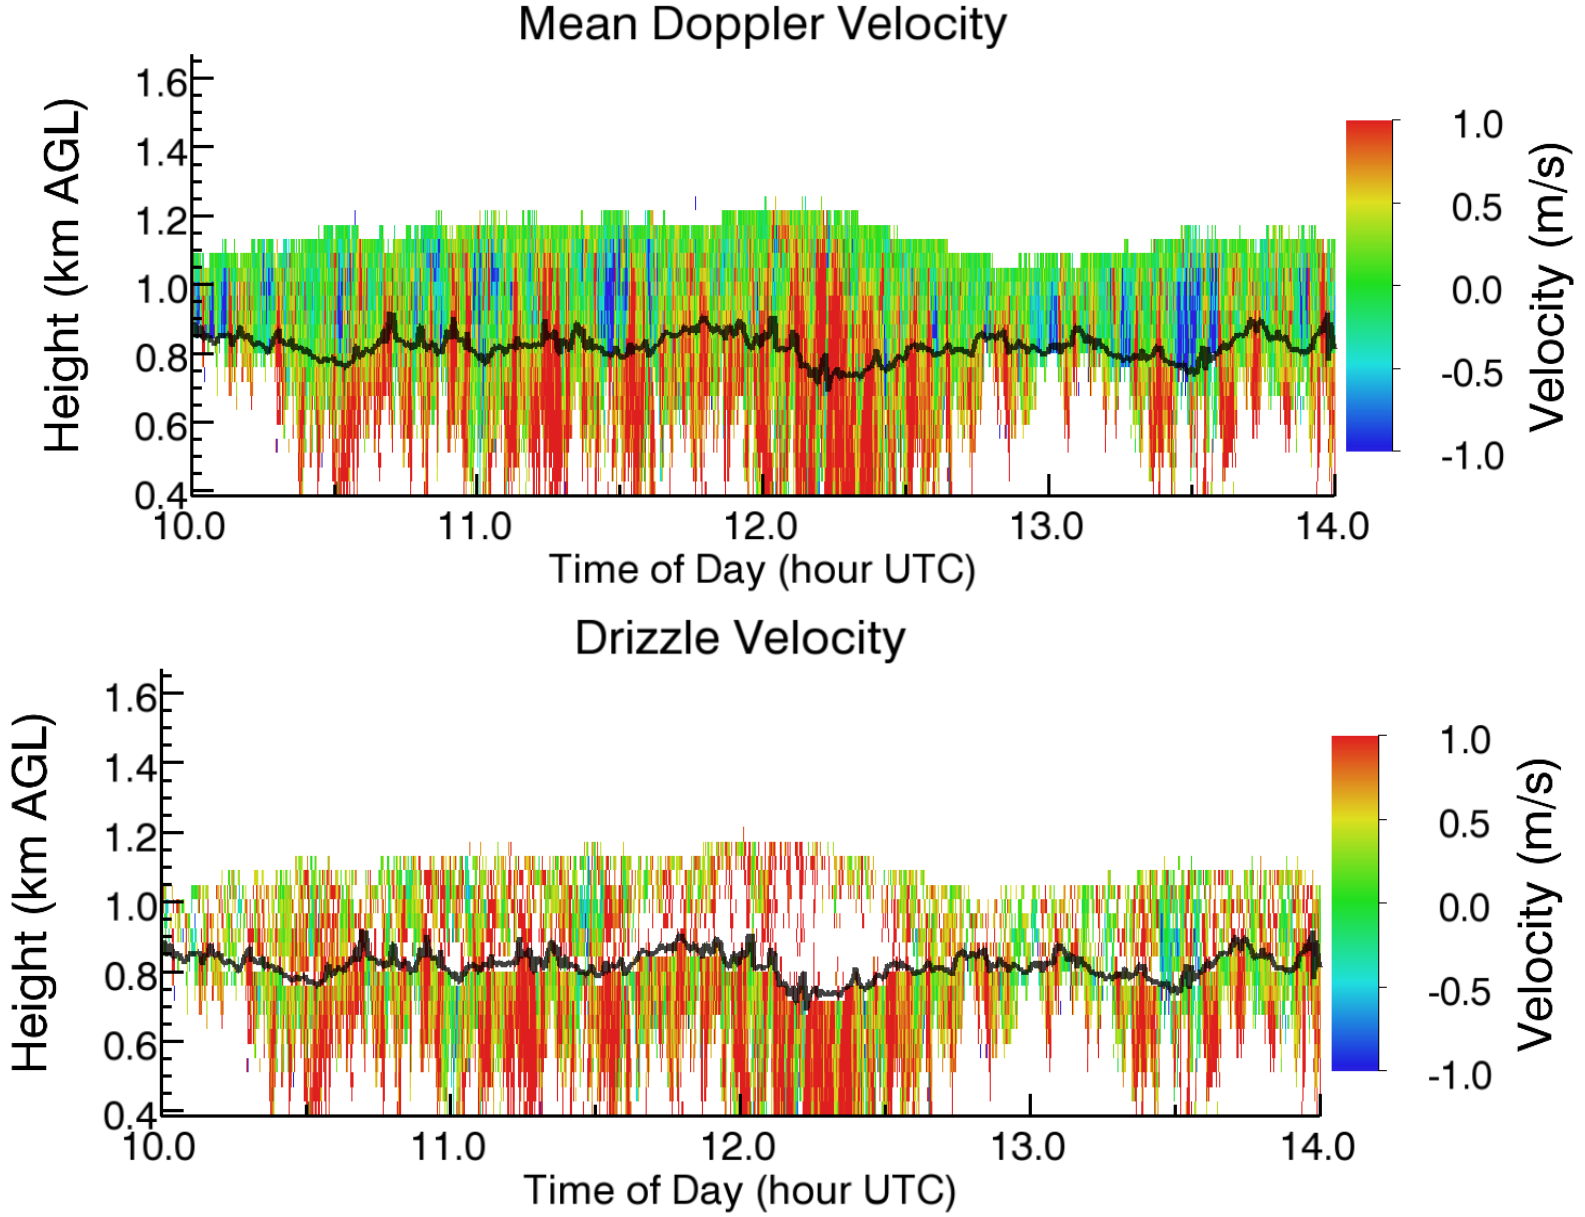 Mean Doppler Velocity
Height (km AGL)
1.6
1.4
1.2
1.0
0.8
0.6
0.4
10.0 11.0 12.0 13.0 14.0
Time of Day (hour UTC)
1.0
0.5
0.0
-0.5
-1.0
Velocity (m/s)
Drizzle Velocity
Height (km AGL)
1.6
1.4
1.2
1.0
0.8
0.6
0.4
10.0 11.0 12.0 13.0 14.0
Time of Day (hour UTC)
1.0
0.5
0.0
-0.5
-1.0
Velocity (m/s)